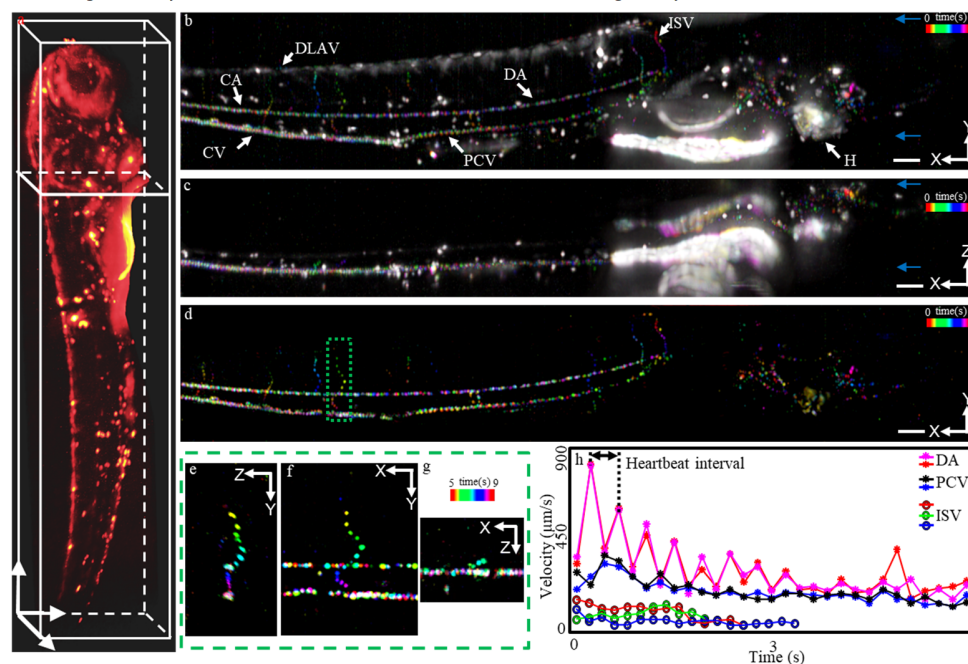 b
0 time(s)
ISV
DLAV
DA
CA
CV
PCV
H
Y
X
c
0 time(s)
Z
X
d
0 time(s)
Y
X
e
Z
Y
f
X
Y
g
5 time(s) 9
X
Z
h
900
Heartbeat interval
DA
PCV
ISV
450
Velocity (μm/s)
0
3
Time (s)